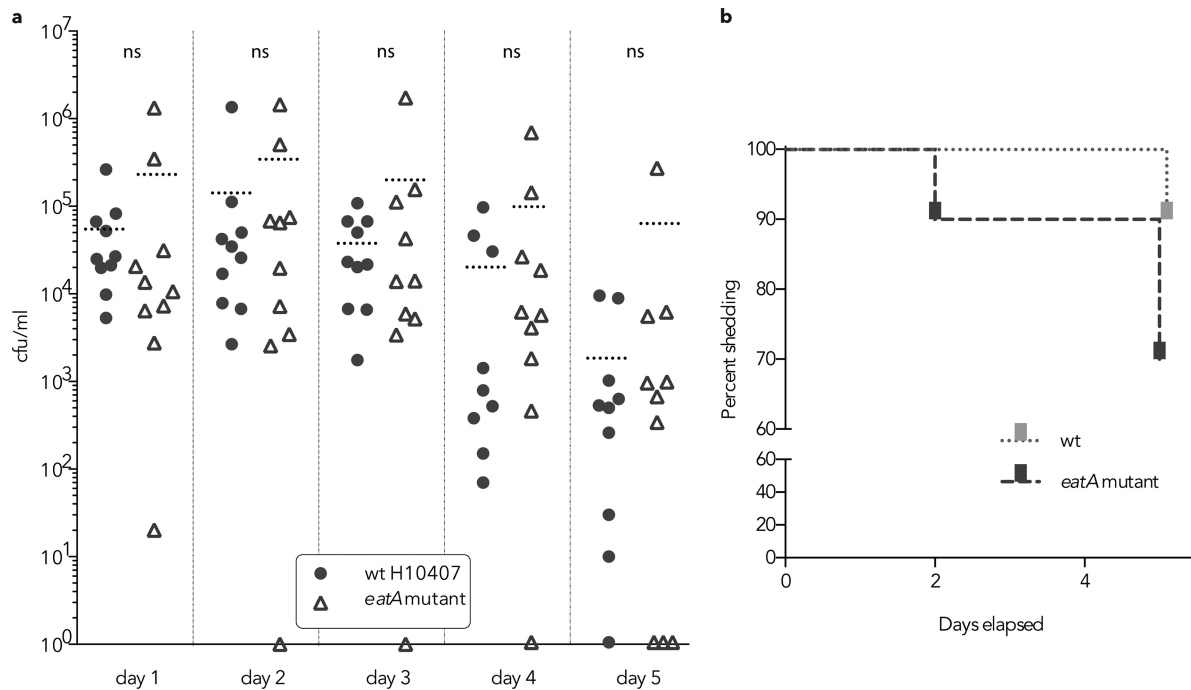 a
b
10^7
10^6
10^5
10^4
10^3
10^2
10^1
10^0
cfu/ml
ns ns ns ns ns
wt H10407
eatA mutant
day 1 day 2 day 3 day 4 day 5
100
90
80
70
60
60
40
20
0
Percent shedding
wt
eatA mutant
0 2 4
Days elapsed